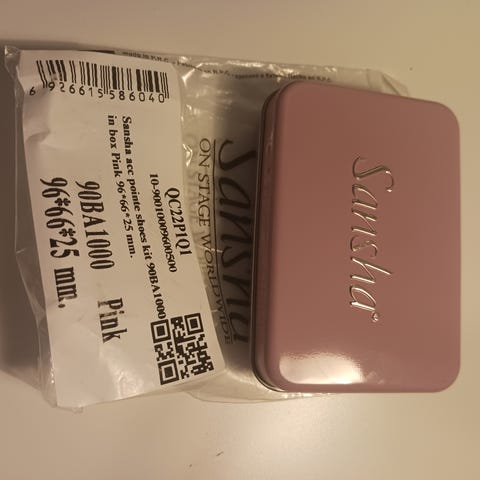 6 926615 586040
QC22P1Q1
10-90010009600500
Sansha acc pointe shoes kit 90BA1000
in box Pink 96*66*25 mm.
90BA1000 Pink
96*66*25 mm.
Sansha
ON STAGE WORLDWIDE
Sansha